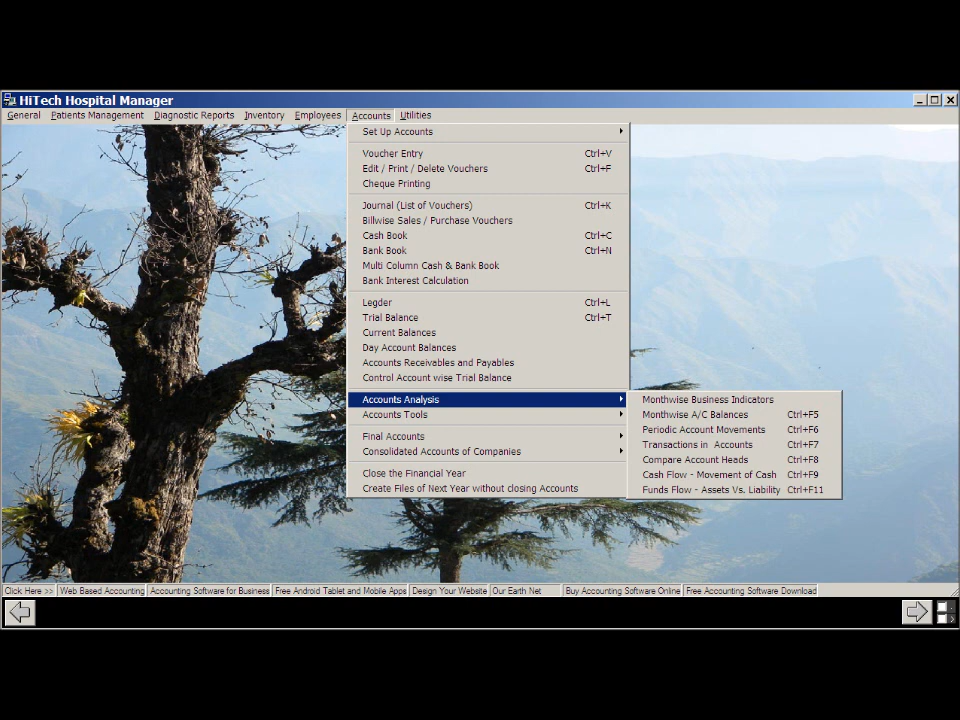 HiTech Hospital Manager
General Patients Management Diagnostic Reports Inventory Employees Accounts Utilities
Set Up Accounts
Voucher Entry Ctrl+V
Edit / Print / Delete Vouchers Ctrl+F
Cheque Printing
Journal (List of Vouchers) Ctrl+K
Billwise Sales / Purchase Vouchers
Cash Book Ctrl+C
Bank Book Ctrl+N
Multi Column Cash & Bank Book
Bank Interest Calculation
Legder Ctrl+L
Trial Balance Ctrl+T
Current Balances
Day Account Balances
Accounts Receivables and Payables
Control Account wise Trial Balance
Accounts Analysis
Accounts Tools
Final Accounts
Consolidated Accounts of Companies
Close the Financial Year
Create Files of Next Year without closing Accounts
Monthwise Business Indicators
Monthwise A/C Balances Ctrl+F5
Periodic Account Movements Ctrl+F6
Transactions in Accounts Ctrl+F7
Compare Account Heads Ctrl+F8
Cash Flow - Movement of Cash Ctrl+F9
Funds Flow - Assets Vs. Liability Ctrl+F11
Click Here >> Web Based Accounting Accounting Software for Business Free Android Tablet and Mobile Apps Design Your Website Our Earth Net Buy Accounting Software Online Free Accounting Software Download